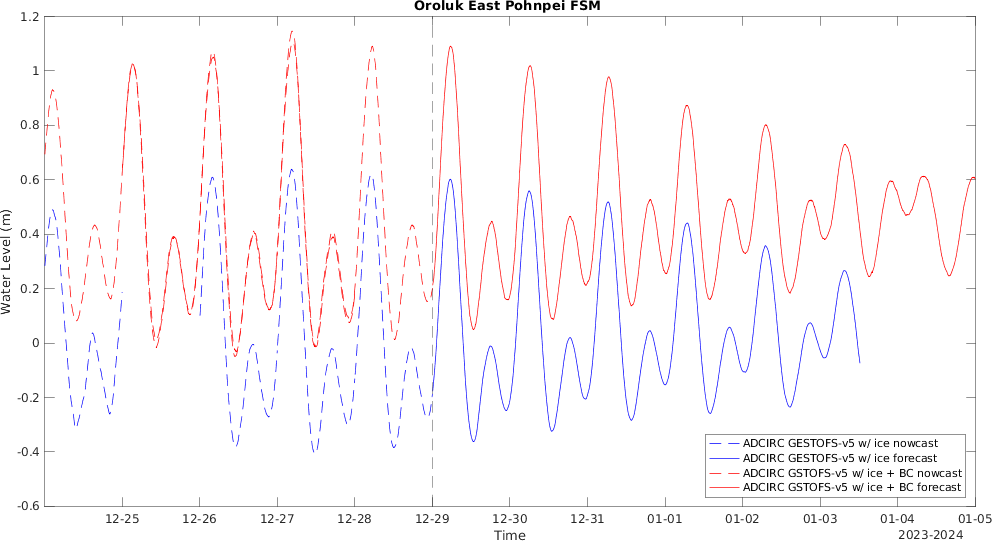 Oroluk East Pohnpei FSM
1.2
1
0.8
0.6
0.4
0.2
0
-0.2
-0.4
-0.6
Water Level (m)
ADCIRC GESTOFS-v5 w/ ice nowcast
ADCIRC GESTOFS-v5 w/ ice forecast
ADCIRC GSTOFS-v5 w/ ice + BC nowcast
ADCIRC GSTOFS-v5 w/ ice + BC forecast
12-25 12-26 12-27 12-28 12-29 12-30 12-31 01-01 01-02 01-03 01-04 01-05
Time
2023-2024